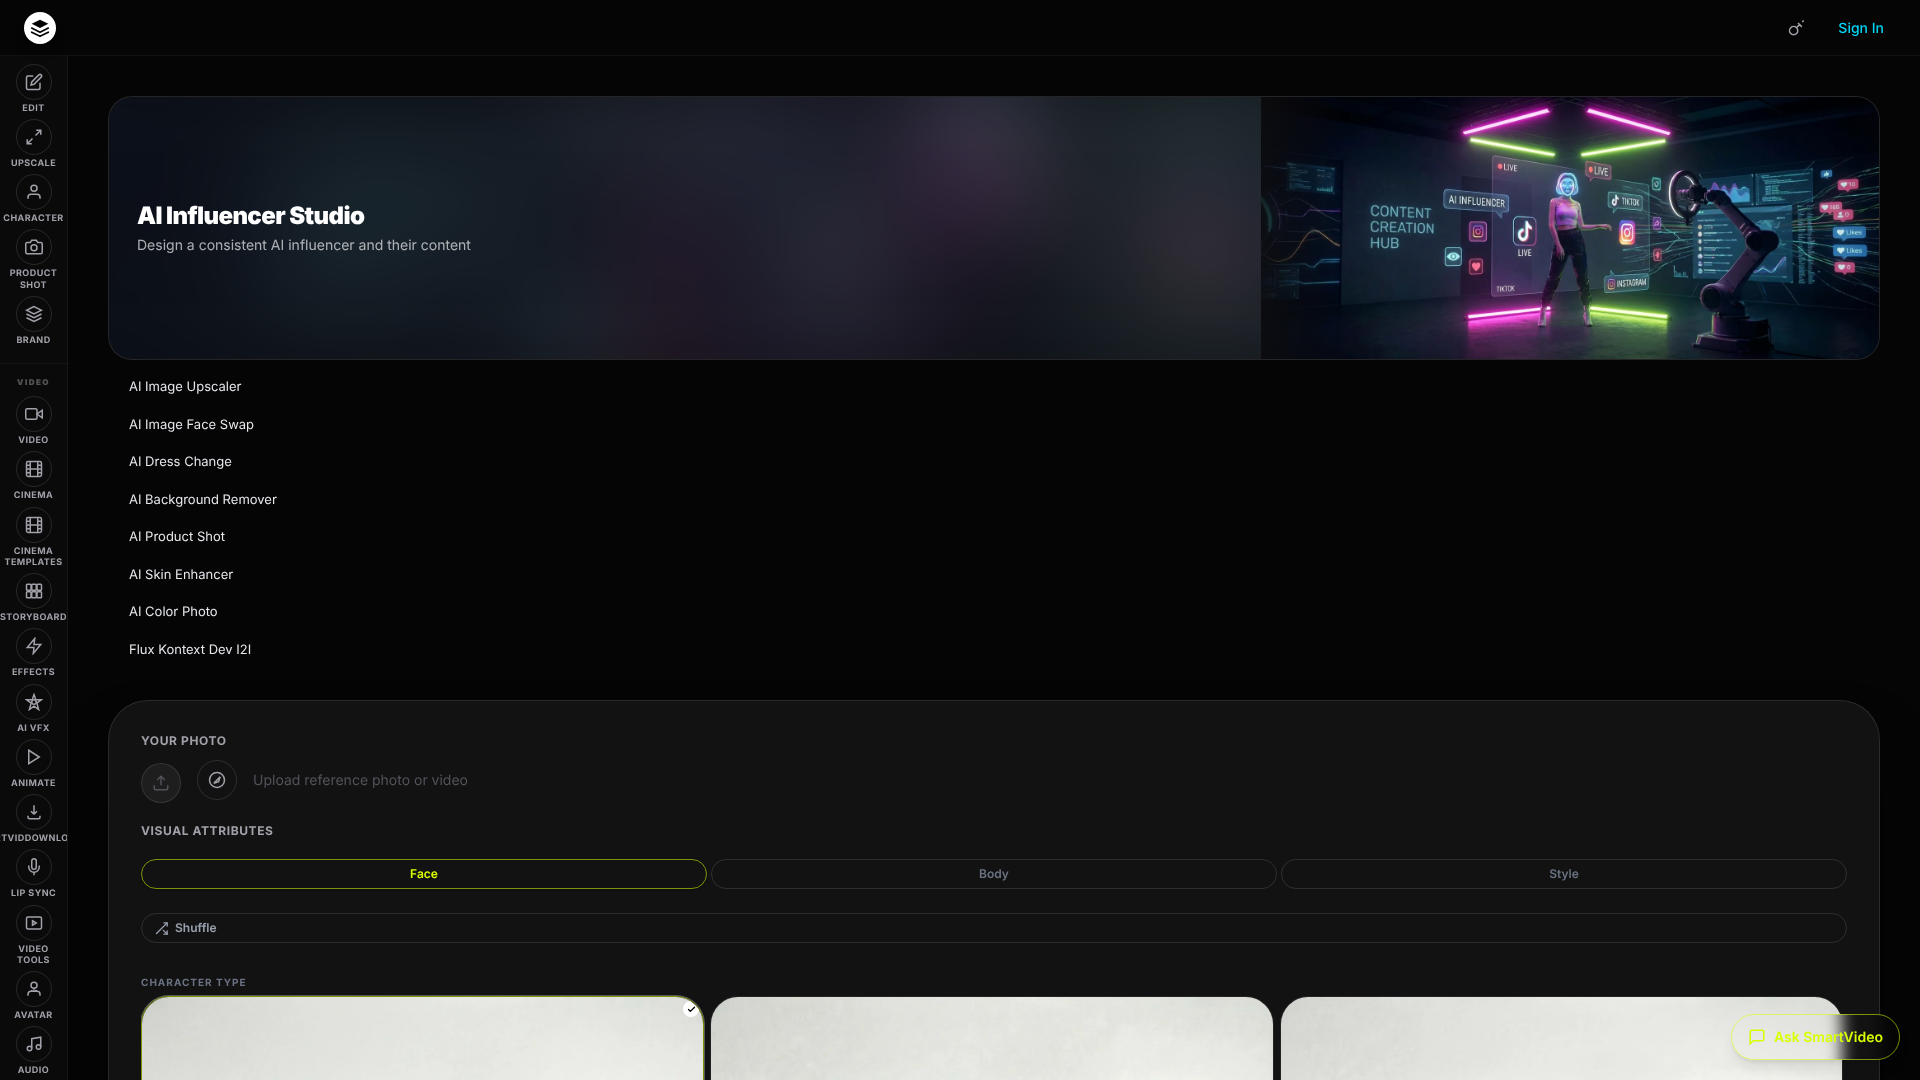 Sign In
EDIT
UPSCALE
CHARACTER
PRODUCT
SHOT
BRAND
VIDEO
VIDEO
CINEMA
CINEMA
TEMPLATES
STORYBOARD
EFFECTS
AI VFX
ANIMATE
TVIDDOWNLO
LIP SYNC
VIDEO
TOOLS
AVATAR
AUDIO
AI Influencer Studio
Design a consistent AI influencer and their content
CONTENT
CREATION
HUB
LIVE
LIVE
AI INFLUENCER
TIKTOK
LIVE
TIKTOK
INSTAGRAM
Likes
Likes
AI Image Upscaler
AI Image Face Swap
AI Dress Change
AI Background Remover
AI Product Shot
AI Skin Enhancer
AI Color Photo
Flux Kontext Dev I2I
YOUR PHOTO
Upload reference photo or video
VISUAL ATTRIBUTES
Face
Body
Style
Shuffle
CHARACTER TYPE
Ask SmartVideo